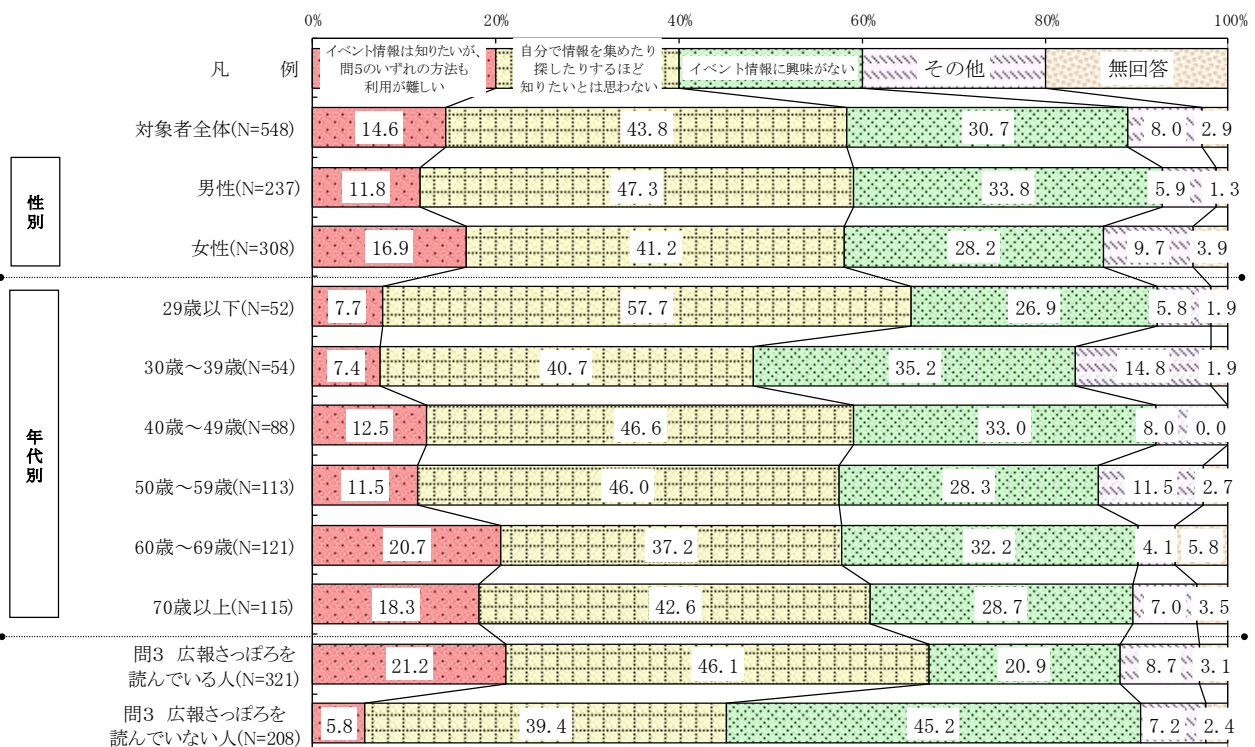 0%
20%
40%
60%
80%
100%
凡　　例
イベント情報は知りたいが、
問5のいずれの方法も
利用が難しい
自分で情報を集めたり
探したりするほど
知りたいとは思わない
イベント情報に興味がない
その他
無回答
対象者全体(N=548)
14.6
43.8
30.7
8.0
2.9
性別
男性(N=237)
11.8
47.3
33.8
5.9
1.3
女性(N=308)
16.9
41.2
28.2
9.7
3.9
年代別
29歳以下(N=52)
7.7
57.7
26.9
5.8
1.9
30歳～39歳(N=54)
7.4
40.7
35.2
14.8
1.9
40歳～49歳(N=88)
12.5
46.6
33.0
8.0
0.0
50歳～59歳(N=113)
11.5
46.0
28.3
11.5
2.7
60歳～69歳(N=121)
20.7
37.2
32.2
4.1
5.8
70歳以上(N=115)
18.3
42.6
28.7
7.0
3.5
問3 広報さっぽろを
読んでいる人(N=321)
21.2
46.1
20.9
8.7
3.1
問3 広報さっぽろを
読んでいない人(N=208)
5.8
39.4
45.2
7.2
2.4